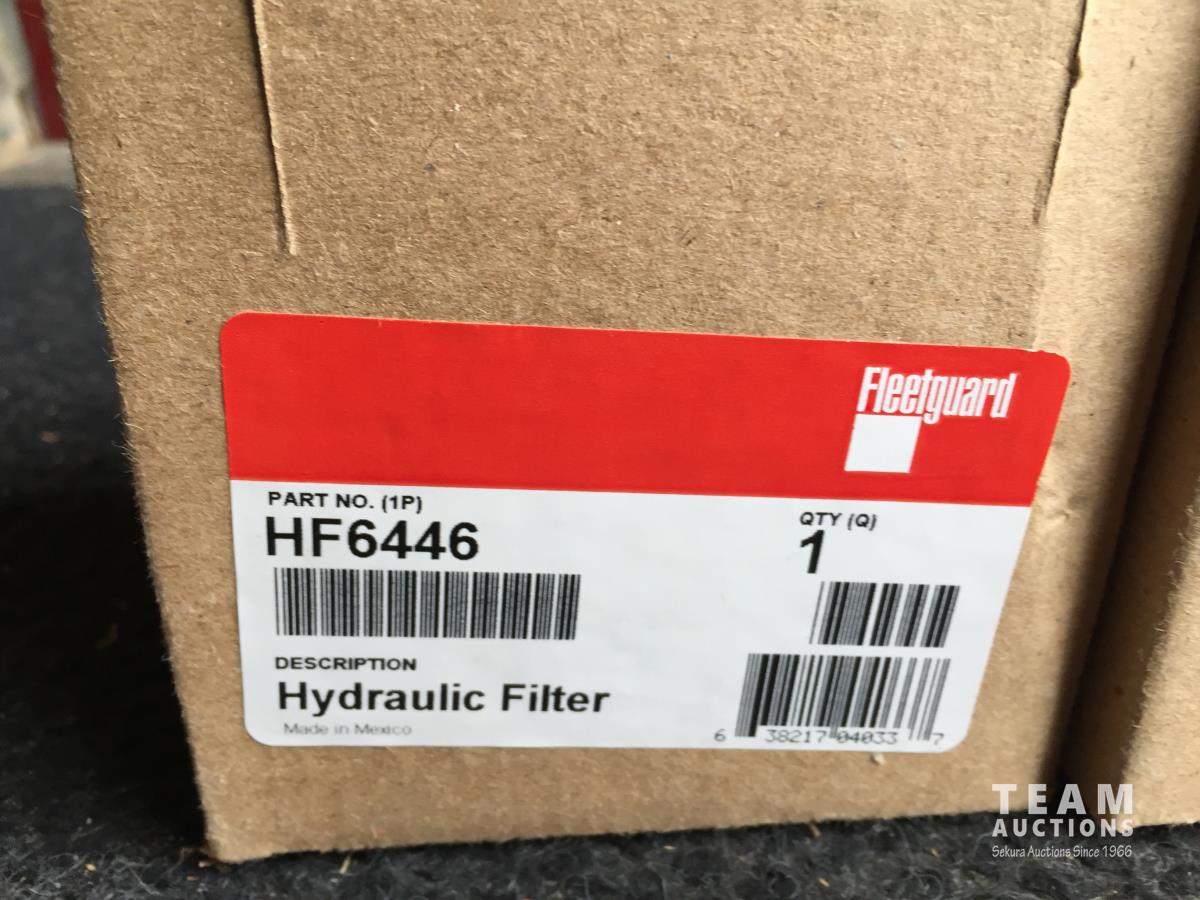 Fleetguard
PART NO. (1P)
HF6446
QTY (Q)
1
DESCRIPTION
Hydraulic Filter
Made in Mexico
6 38217 04033 7
TEAM
AUCTIONS
Sekura Auctions Since 1966